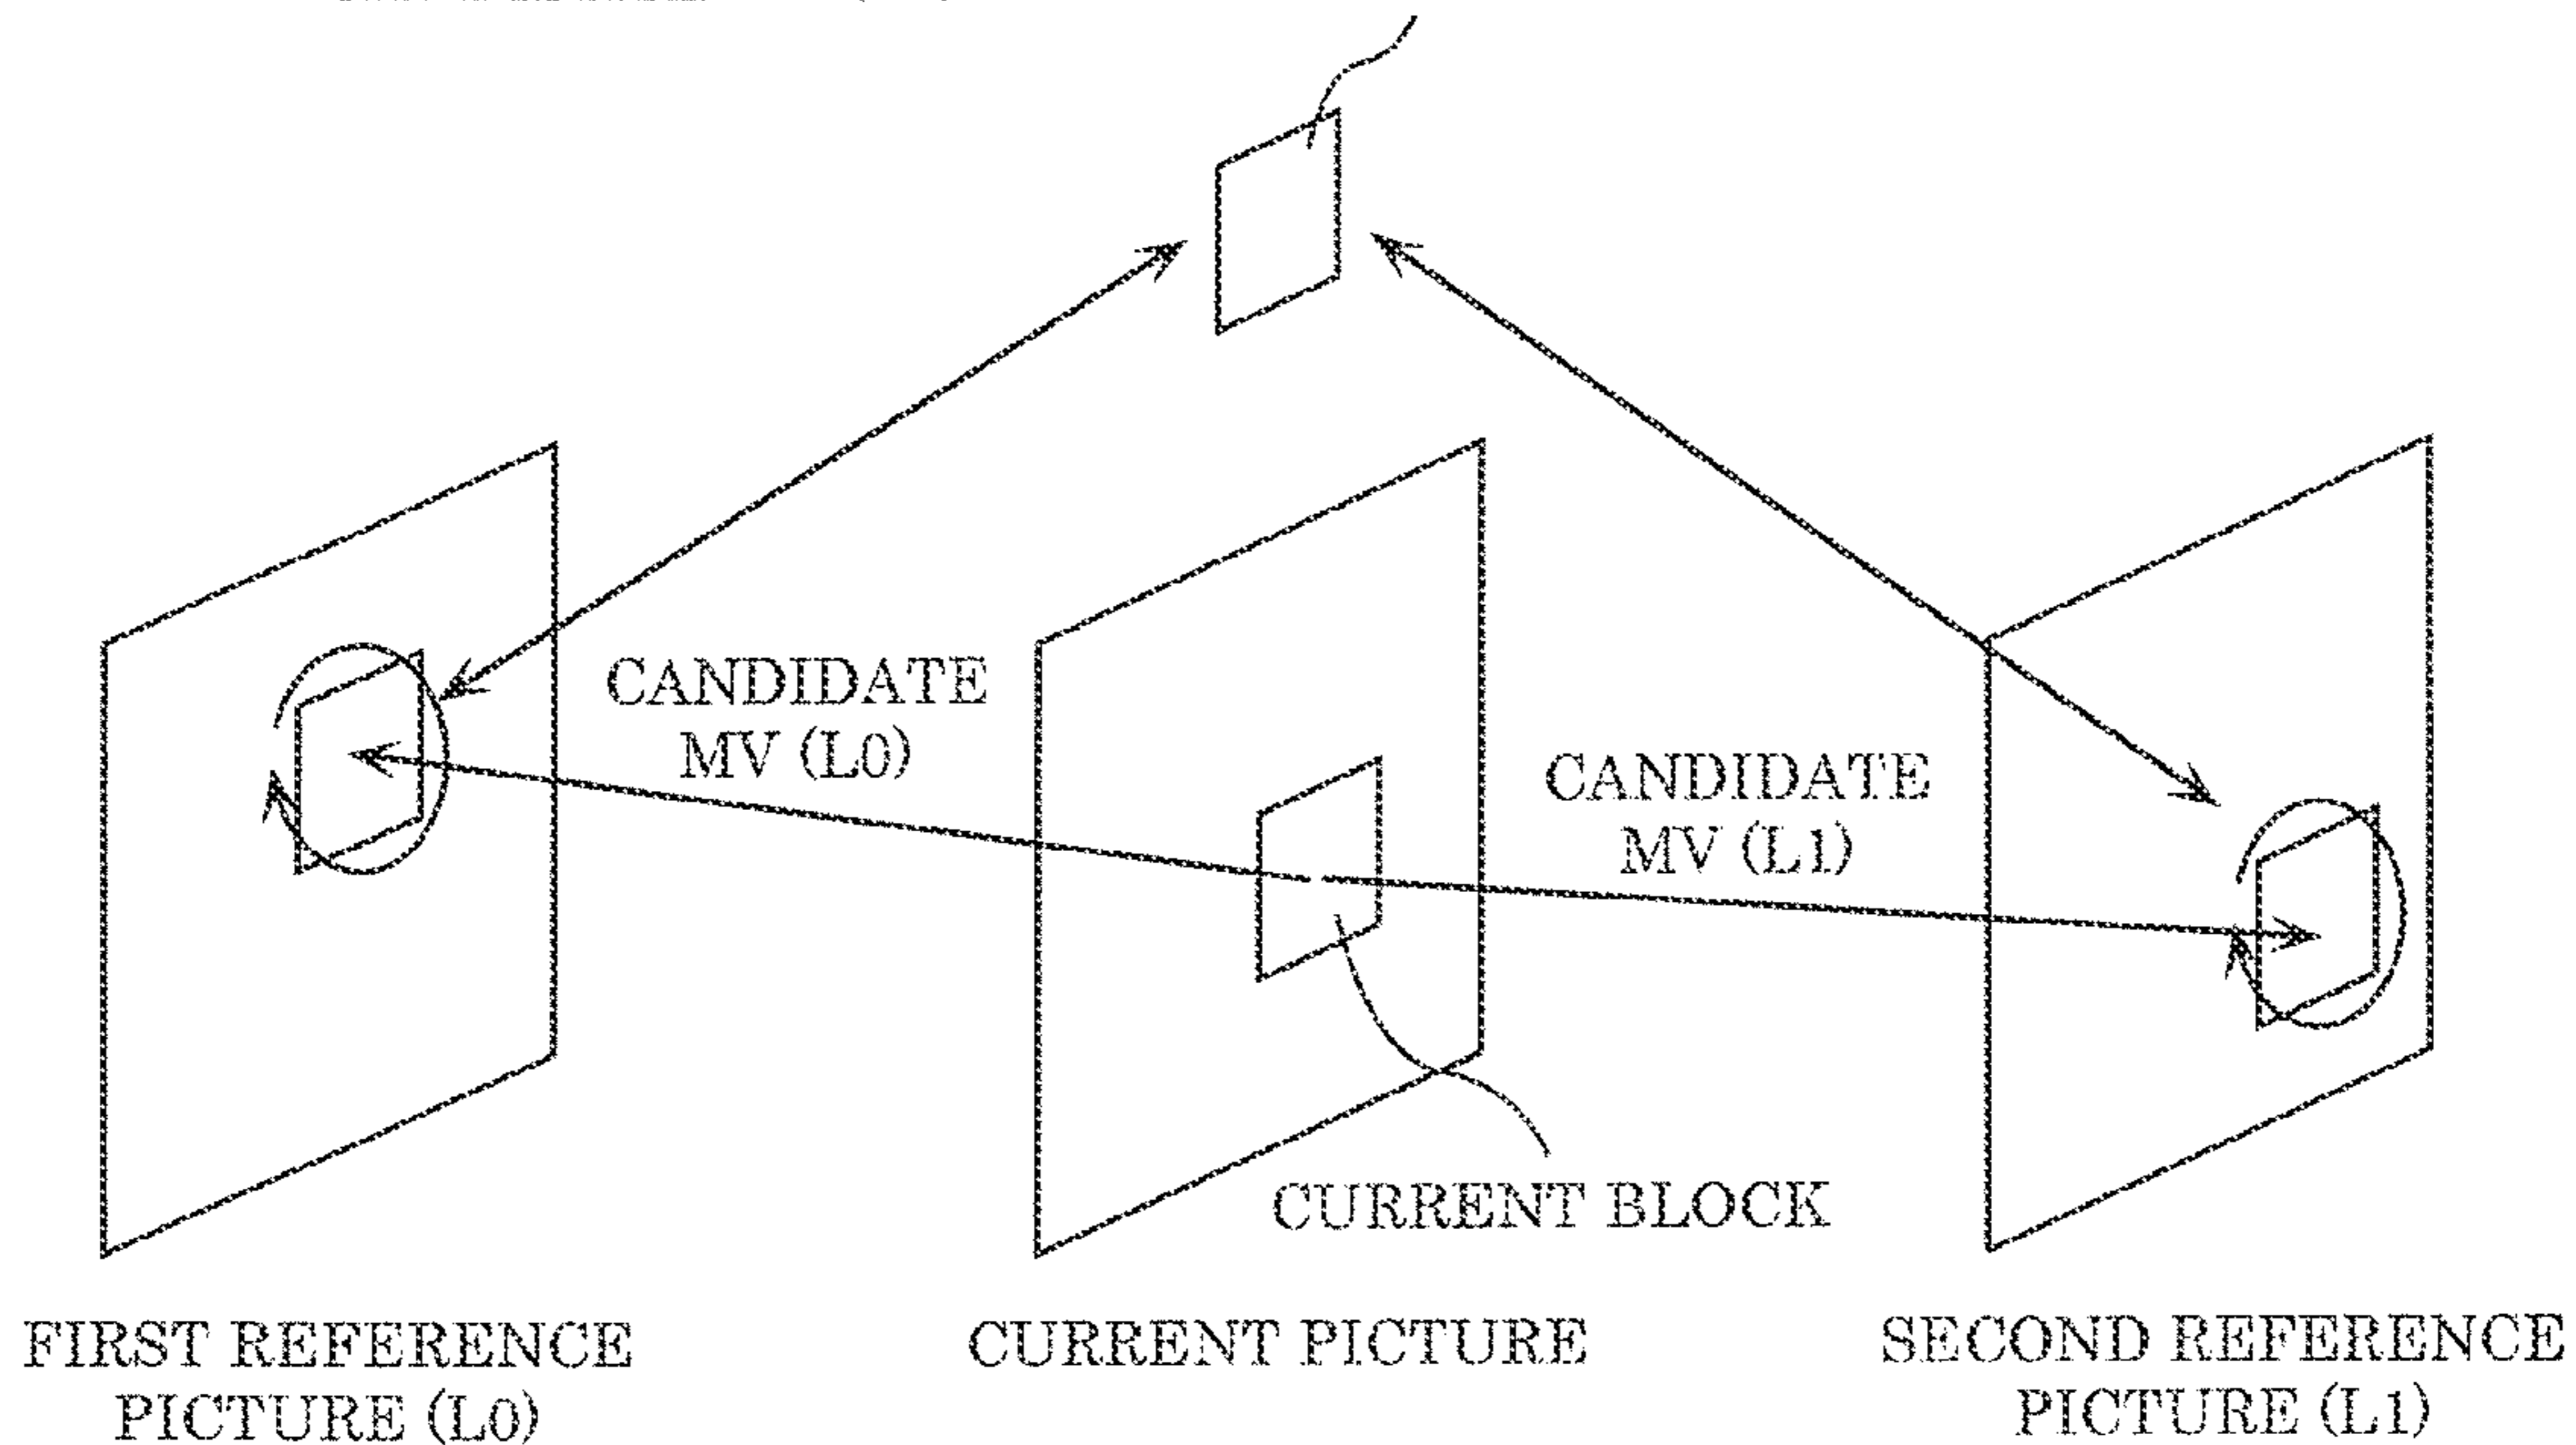 CANDIDATE
MV (L0)
CANDIDATE
MV (L1)
CURRENT BLOCK
FIRST REFERENCE
PICTURE (L0)
CURRENT PICTURE
SECOND REFERENCE
PICTURE (L1)